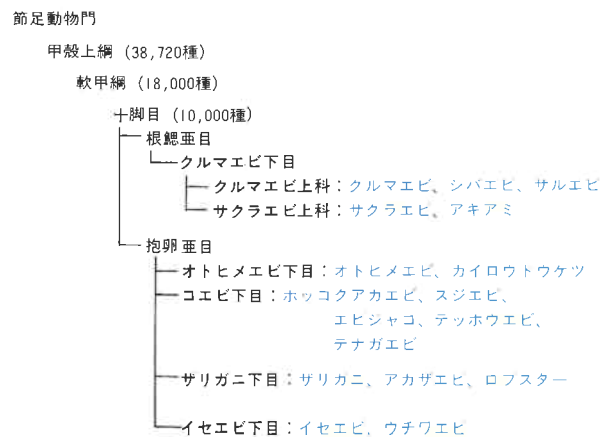 節足動物門
甲殻上綱 (38,720種)
軟甲綱 (18,000種)
十脚目 (10,000種)
根鰓亜目
クルマエビ下目
クルマエビ上科：クルマエビ、シバエビ、サルエビ
サクラエビ上科：サクラエビ、アキアミ
抱卵亜目
オトヒメエビ下目：オトヒメエビ、カイロウトウケツ
コエビ下目：ホッコクアカエビ、スジエビ、
エビジャコ、テッポウエビ、
テナガエビ
ザリガニ下目：ザリガニ、アカザエビ、ロブスター
イセエビ下目：イセエビ、ウチワエビ